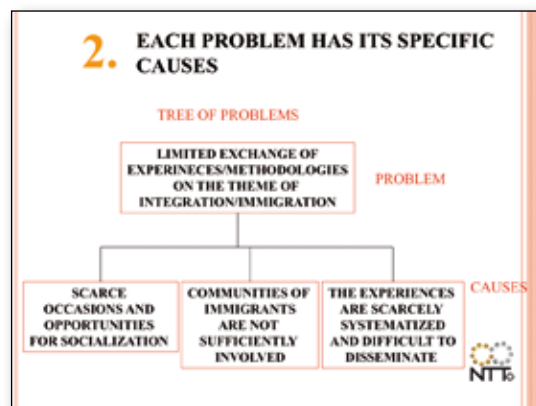 2. EACH PROBLEM HAS ITS SPECIFIC
CAUSES
TREE OF PROBLEMS
LIMITED EXCHANGE OF
EXPERINECES/METHODOLOGIES
ON THE THEME OF
INTEGRATION/IMMIGRATION
PROBLEM
SCARCE
OCCASIONS AND
OPPORTUNITIES
FOR SOCIALIZATION
COMMUNITIES OF
IMMIGRANTS
ARE NOT
SUFFICIENTLY
INVOLVED
THE EXPERIENCES
ARE SCARCELY
SYSTEMATIZED
AND DIFFICULT TO
DISSEMINATE
CAUSES